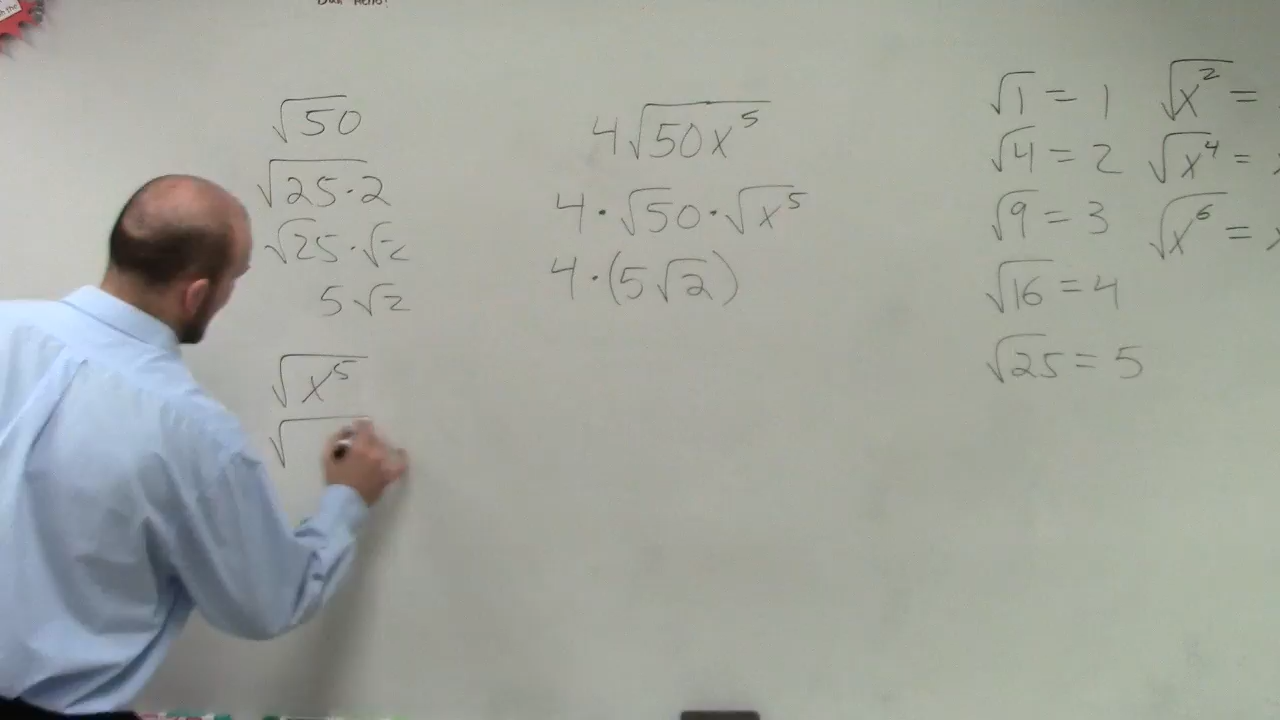 √50
√25·2
√25·√2
5√2
√x⁵
√
4√50x⁵
4·√50·√x⁵
4·(5√2)
√1 = 1
√4 = 2
√9 = 3
√16 = 4
√25 = 5
√x² =
√x⁴ =
√x⁶ =